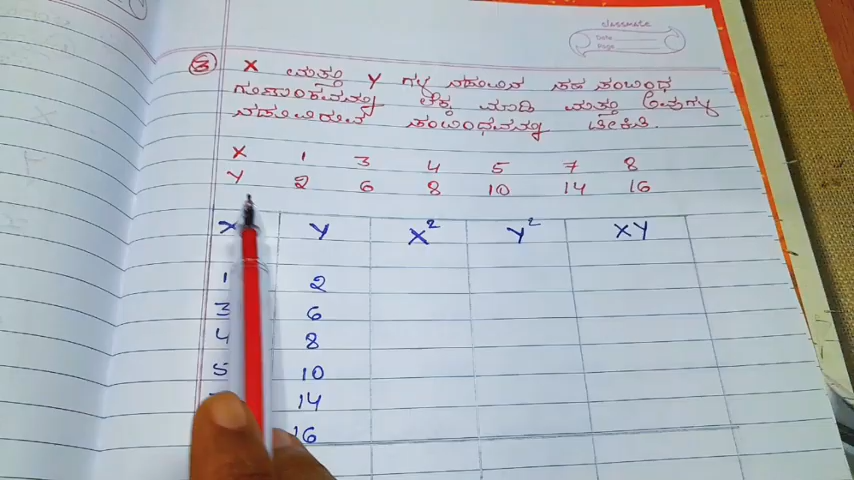 classmate
Date
Page
③ X ಮತ್ತು Y ಗಳ ನಡುವಿನ ಸಹ ಸಂಬಂಧ
ಗುಣಾಂಕವನ್ನು ಲೆಕ್ಕ ಮಾಡಿ ಮತ್ತು ಅವುಗಳ
ನಡುವಿರುವ ಸಂಬಂಧವನ್ನು ಟೀಕಿಸಿ.
X 1 3 4 5 7 8
Y 2 6 8 10 14 16
X Y X² Y² XY
1 2
3 6
4 8
5 10
14
16